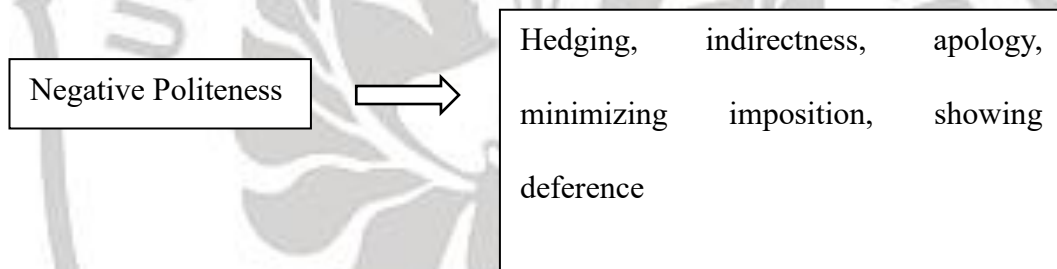 Negative Politeness
Hedging, indirectness, apology,
minimizing imposition, showing
deference